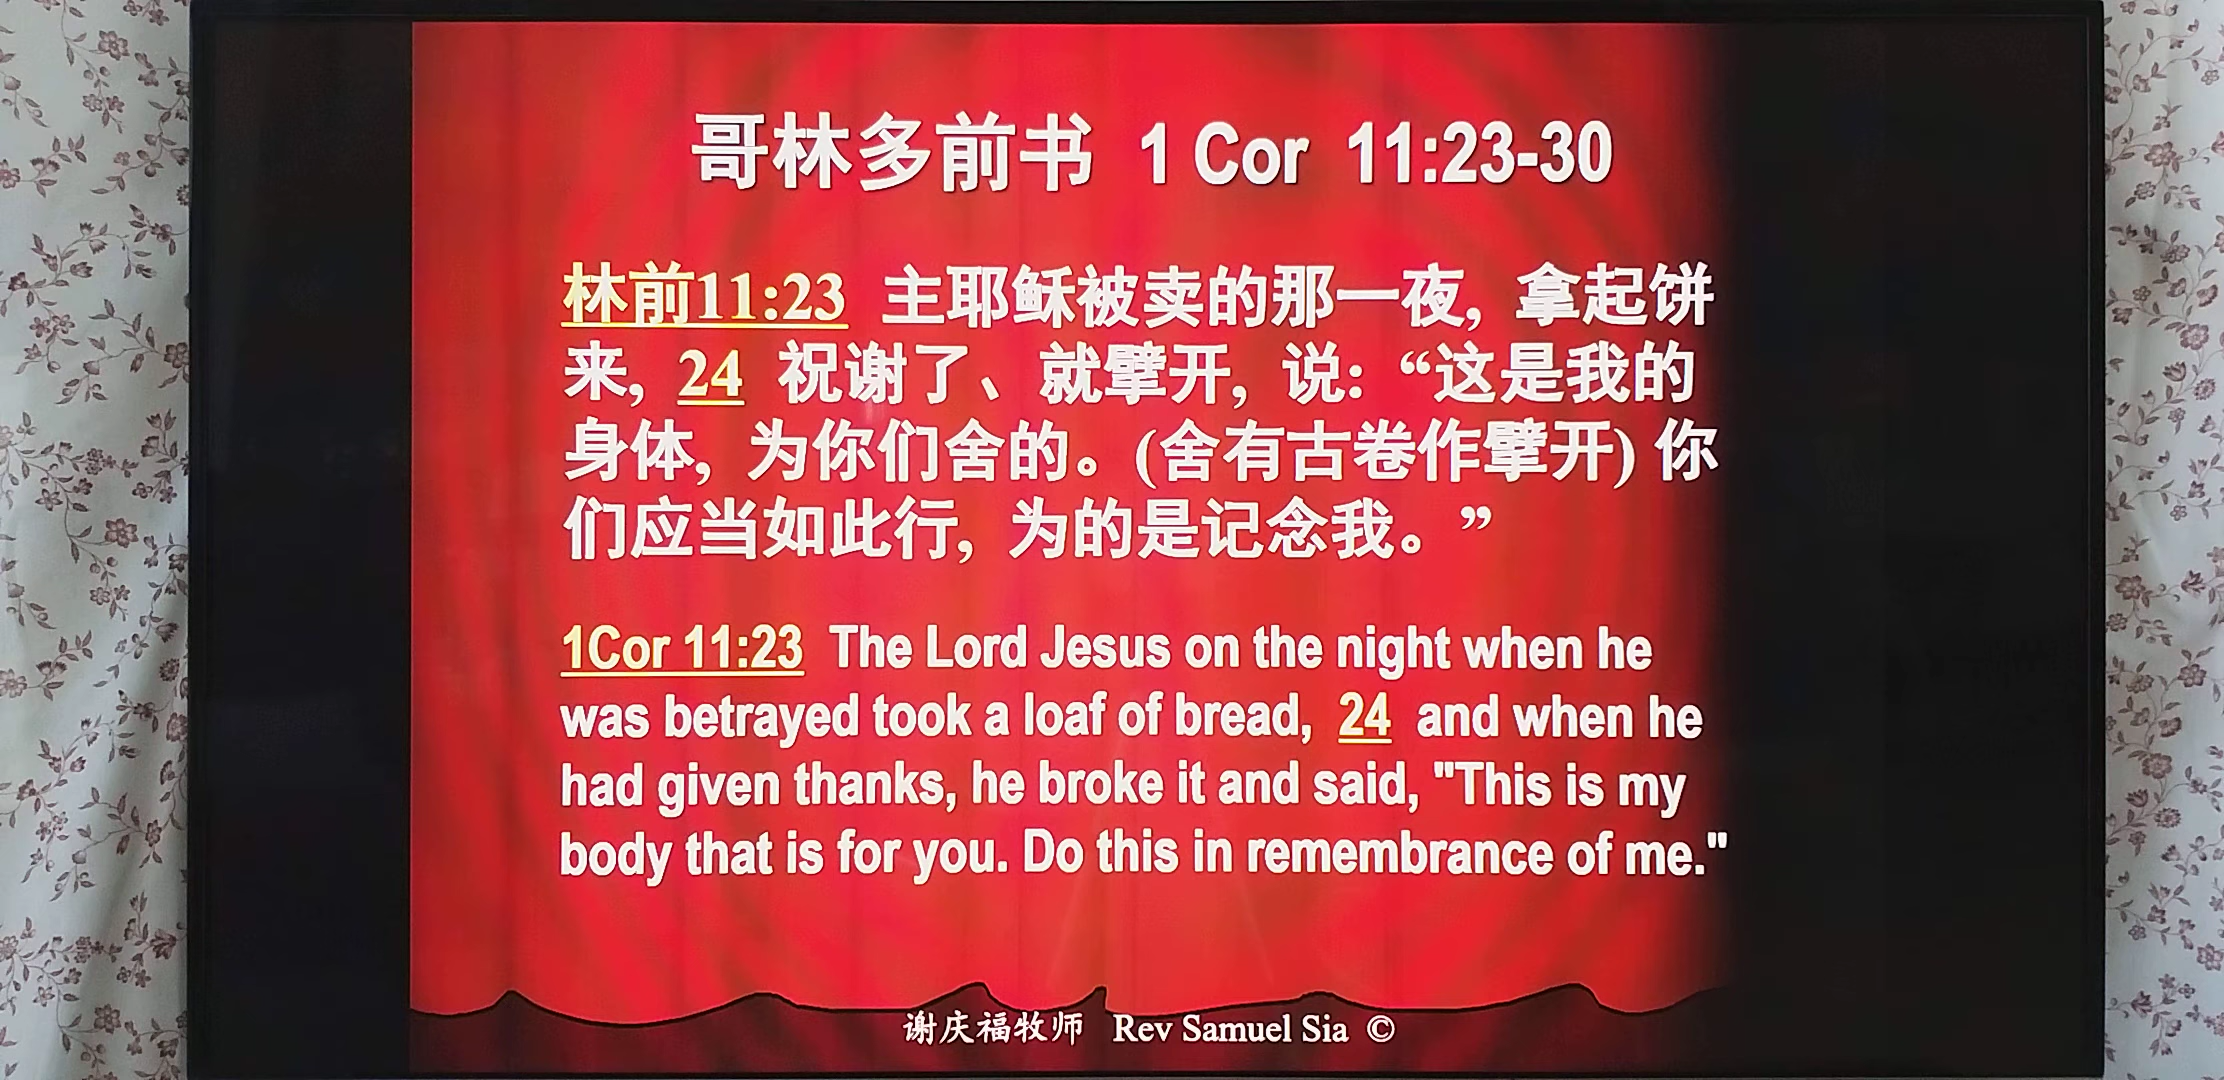 哥林多前书 1 Cor 11:23-30
林前11:23 主耶稣被卖的那一夜, 拿起饼
来, 24 祝谢了、就擘开, 说: “这是我的
身体, 为你们舍的。(舍有古卷作擘开) 你
们应当如此行, 为的是记念我。”
1Cor 11:23 The Lord Jesus on the night when he
was betrayed took a loaf of bread, 24 and when he
had given thanks, he broke it and said, "This is my
body that is for you. Do this in remembrance of me."
谢庆福牧师 Rev Samuel Sia ©